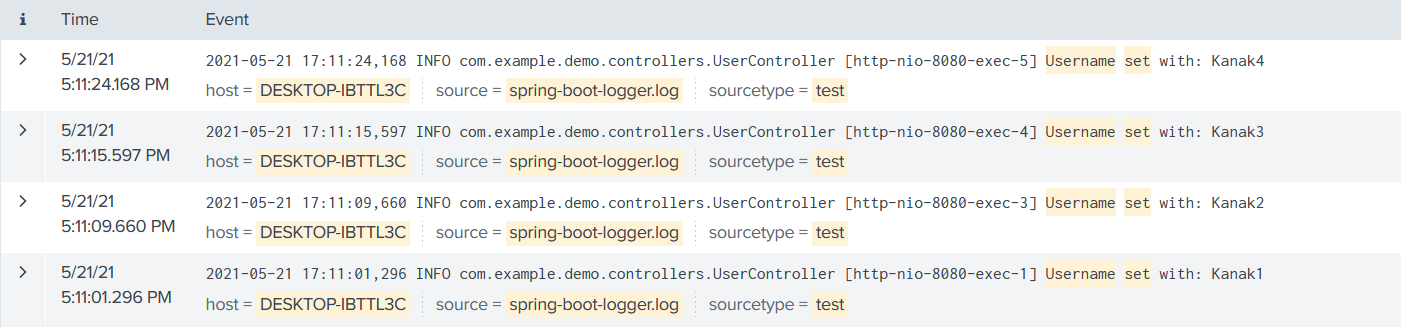 i Time Event
> 5/21/21 2021-05-21 17:11:24,168 INFO com.example.demo.controllers.UserController [http-nio-8080-exec-5] Username set with: Kanak4
5:11:24.168 PM host = DESKTOP-IBTTL3C source = spring-boot-logger.log sourcetype = test
> 5/21/21 2021-05-21 17:11:15,597 INFO com.example.demo.controllers.UserController [http-nio-8080-exec-4] Username set with: Kanak3
5:11:15.597 PM host = DESKTOP-IBTTL3C source = spring-boot-logger.log sourcetype = test
> 5/21/21 2021-05-21 17:11:09,660 INFO com.example.demo.controllers.UserController [http-nio-8080-exec-3] Username set with: Kanak2
5:11:09.660 PM host = DESKTOP-IBTTL3C source = spring-boot-logger.log sourcetype = test
> 5/21/21 2021-05-21 17:11:01,296 INFO com.example.demo.controllers.UserController [http-nio-8080-exec-1] Username set with: Kanak1
5:11:01.296 PM host = DESKTOP-IBTTL3C source = spring-boot-logger.log sourcetype = test